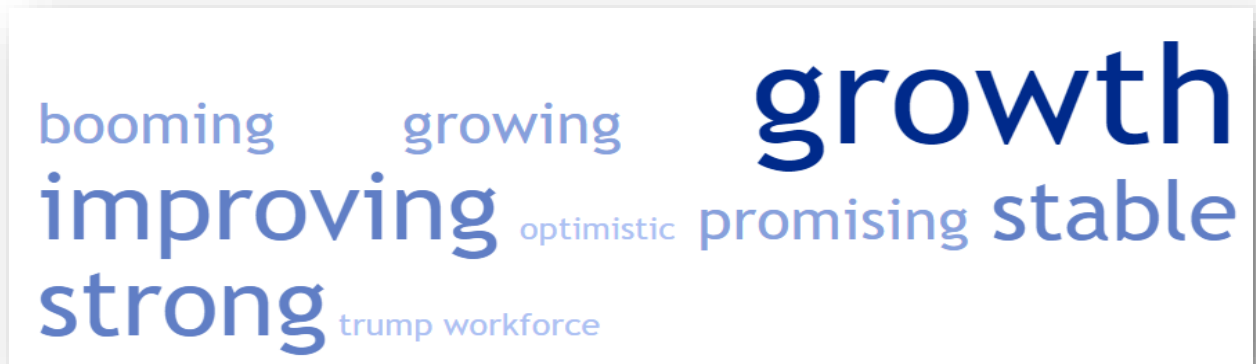 booming growing growth
improving optimistic promising stable
strong trump workforce